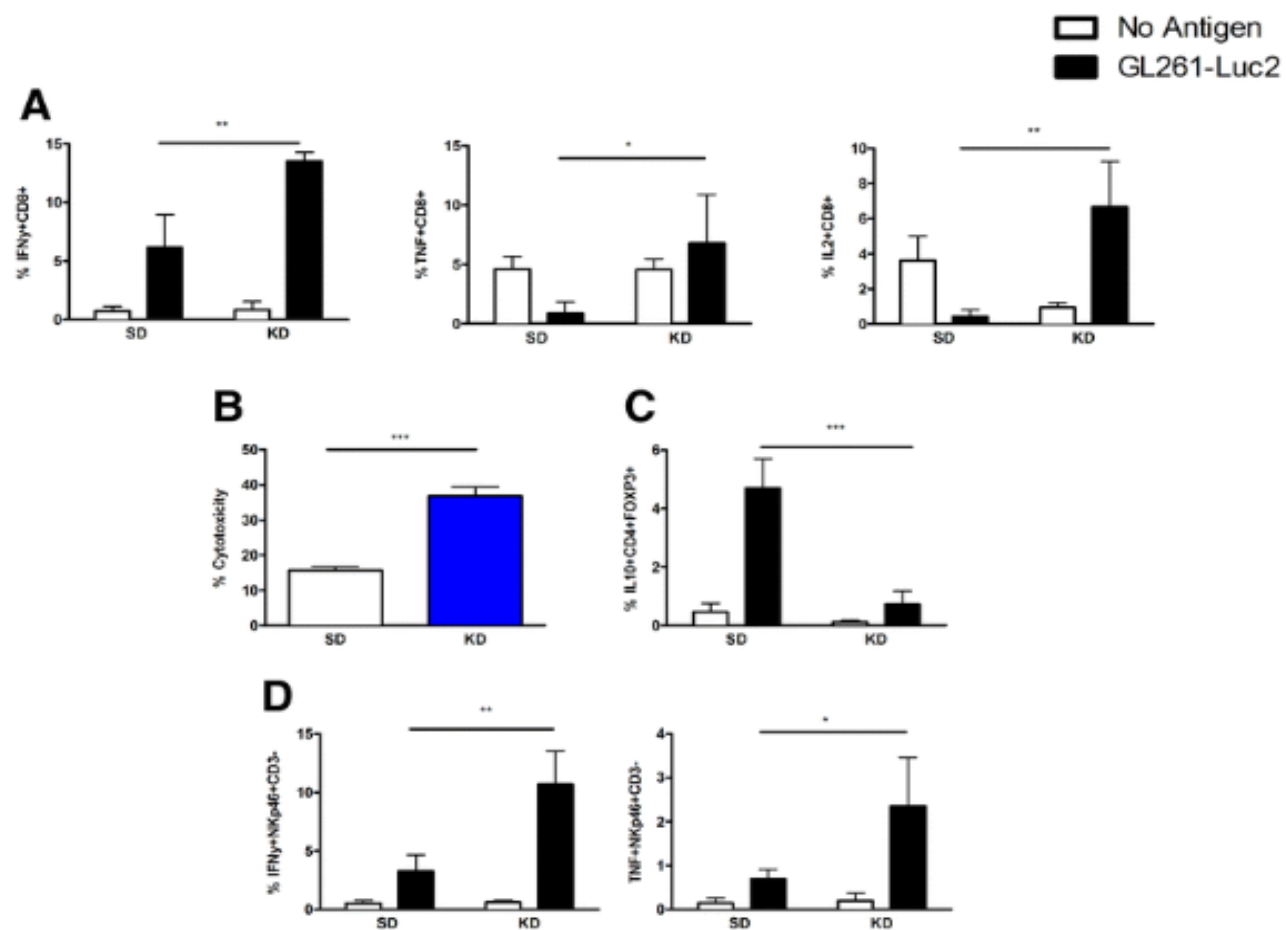 No Antigen
GL261-Luc2
A
**
% IFNγ+CD8+
15
10
5
0
SD
KD
*
% TNF+CD8+
15
10
5
0
SD
KD
**
% IL2+CD8+
10
8
6
4
2
0
SD
KD
B
***
% Cytotoxicity
50
40
30
20
10
0
SD
KD
C
***
% IL10+CD4+FOXP3+
6
4
2
0
SD
KD
D
**
% IFNγ+NKp46+CD3-
15
10
5
0
SD
KD
*
TNF+NKp46+CD3-
4
3
2
1
0
SD
KD